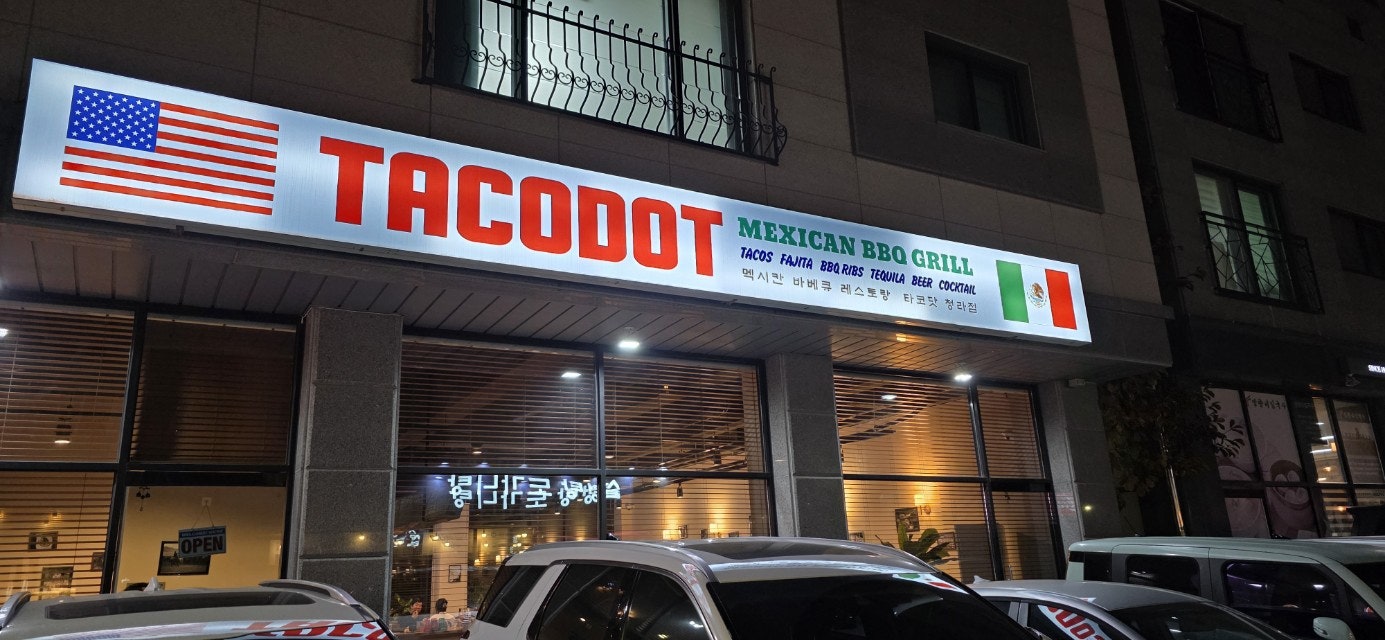 TACODOT
MEXICAN BBQ GRILL
TACOS FAJITA BBQ RIBS TEQUILA BEER COCKTAIL
멕시칸 바베큐 레스토랑 타코닷 청라점
OPEN